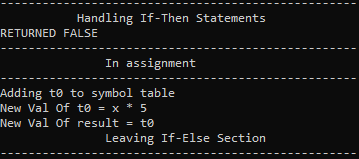 Handling If-Then Statements
RETURNED FALSE
In assignment
Adding t0 to symbol table
New Val Of t0 = x * 5
New Val Of result = t0
Leaving If-Else Section